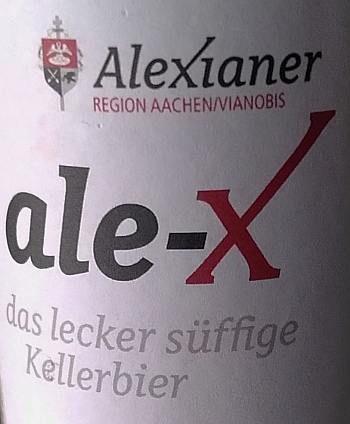 Alexianer
REGION AACHEN/VIANOBIS
ale-x
das lecker süffige
Kellerbier